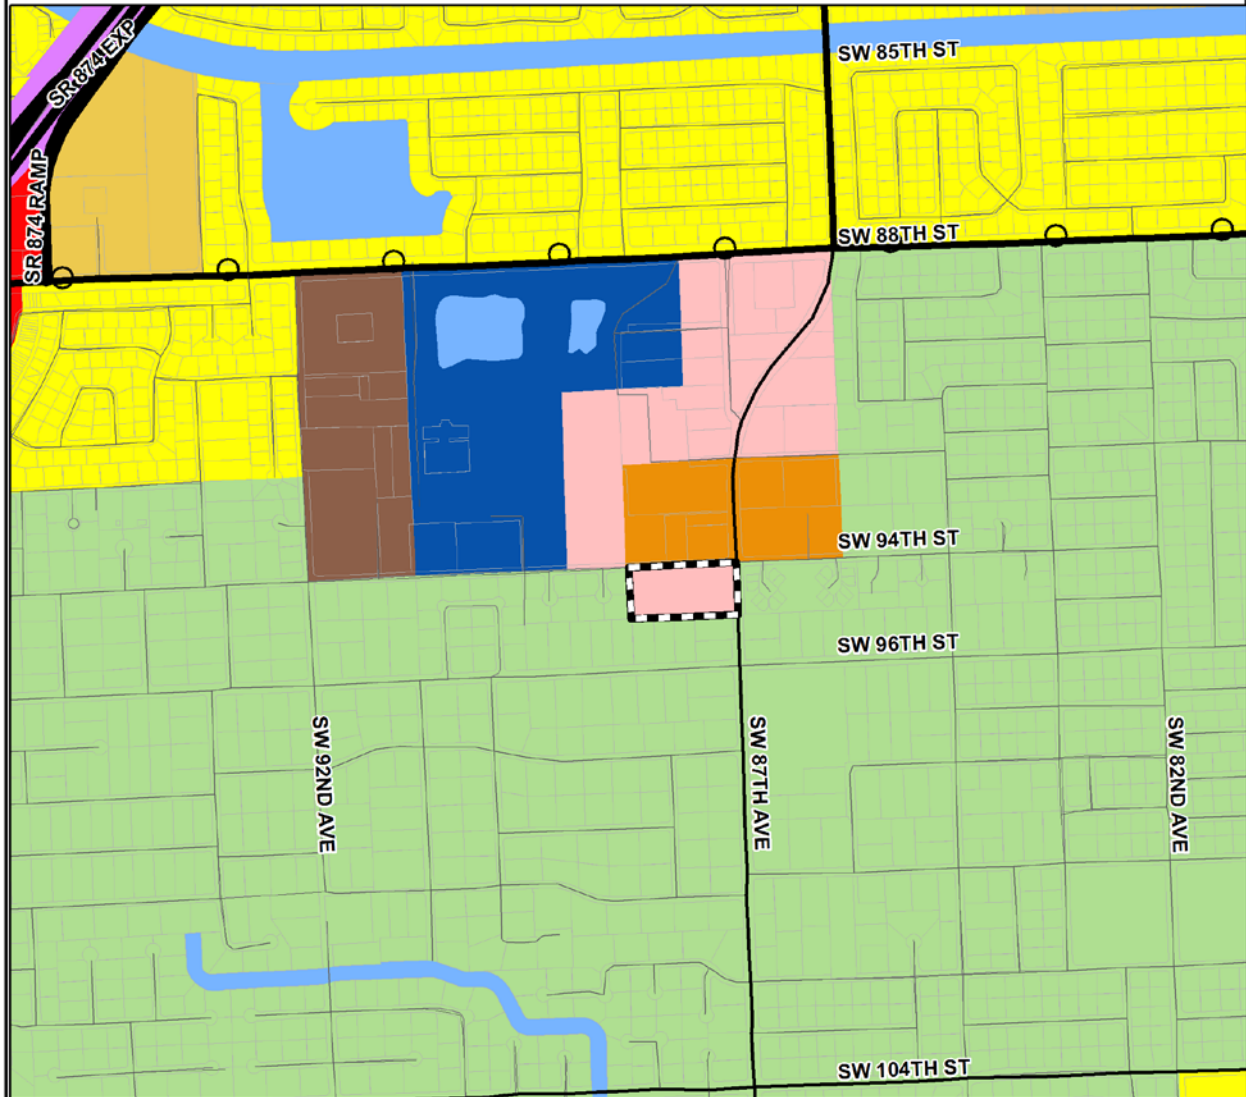 SR 874 EXP
SW 85TH ST
SR 874 RAMP
SW 88TH ST
SW 94TH ST
SW 96TH ST
SW 92ND AVE
SW 87TH AVE
SW 82ND AVE
SW 104TH ST